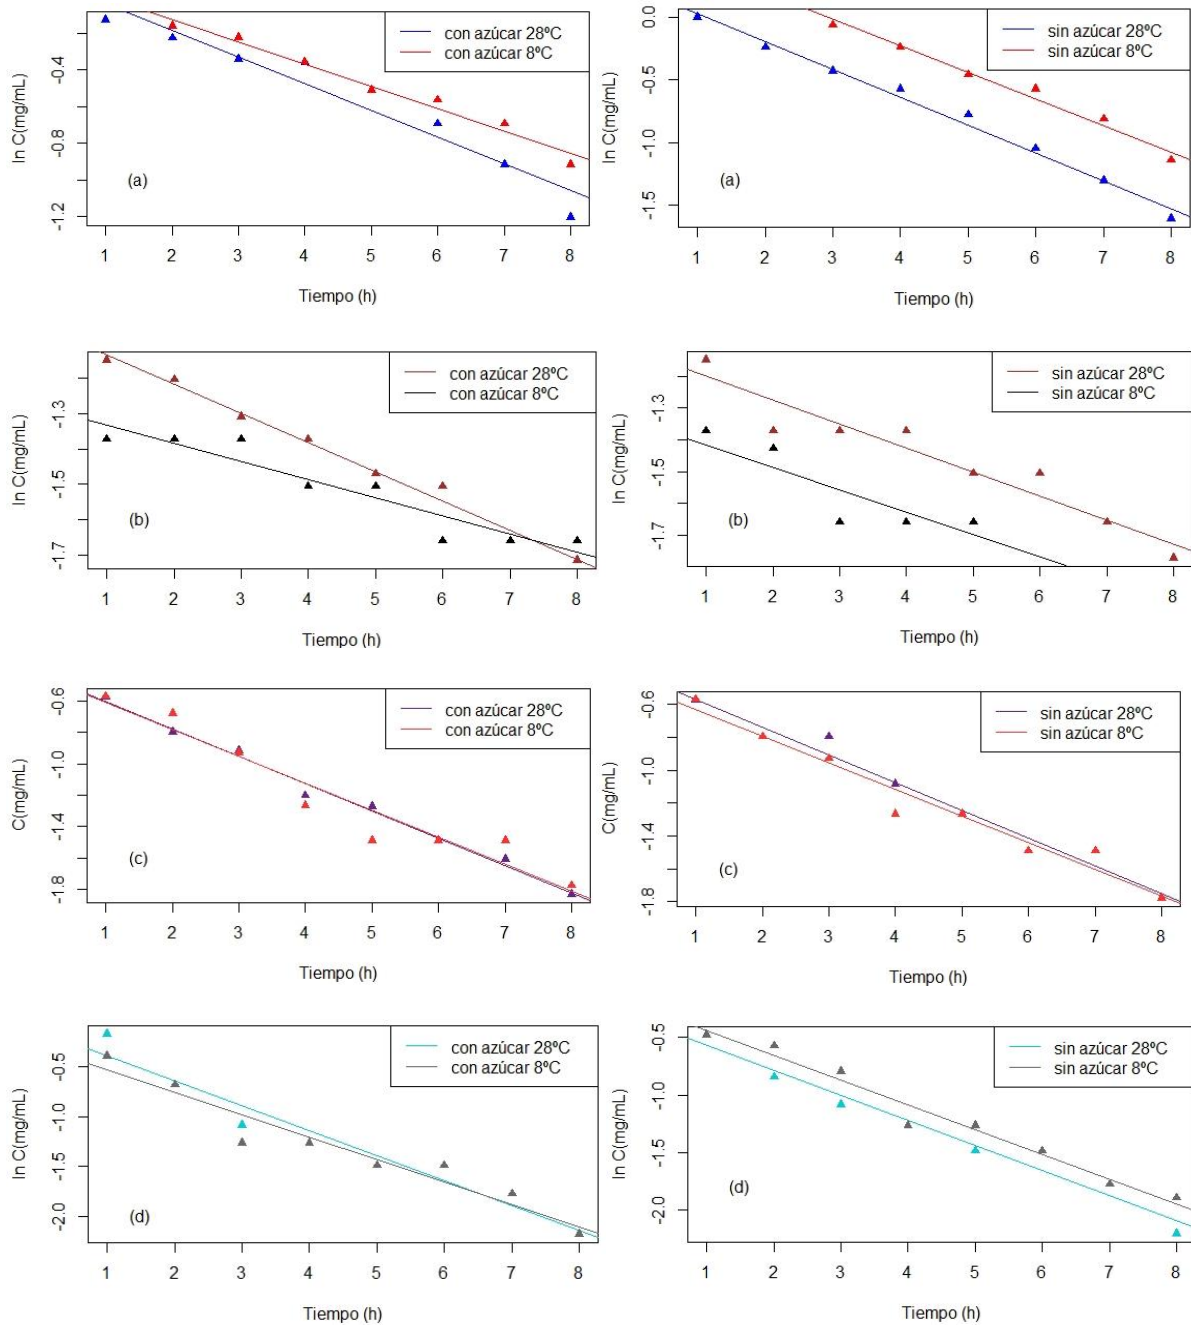 con azúcar 28ºC
con azúcar 8ºC
ln C(mg/mL)
-0.4
-0.8
-1.2
(a)
1 2 3 4 5 6 7 8
Tiempo (h)
sin azúcar 28ºC
sin azúcar 8ºC
ln C(mg/mL)
0.0
-0.5
-1.0
-1.5
(a)
1 2 3 4 5 6 7 8
Tiempo (h)
con azúcar 28ºC
con azúcar 8ºC
ln C(mg/mL)
-1.3
-1.5
-1.7
(b)
1 2 3 4 5 6 7 8
Tiempo (h)
sin azúcar 28ºC
sin azúcar 8ºC
ln C(mg/mL)
-1.3
-1.5
-1.7
(b)
1 2 3 4 5 6 7 8
Tiempo (h)
con azúcar 28ºC
con azúcar 8ºC
C(mg/mL)
-0.6
-1.0
-1.4
-1.8
(c)
1 2 3 4 5 6 7 8
Tiempo (h)
sin azúcar 28ºC
sin azúcar 8ºC
C(mg/mL)
-0.6
-1.0
-1.4
-1.8
(c)
1 2 3 4 5 6 7 8
Tiempo (h)
con azúcar 28ºC
con azúcar 8ºC
ln C(mg/mL)
-0.5
-1.0
-1.5
-2.0
(d)
1 2 3 4 5 6 7 8
Tiempo (h)
sin azúcar 28ºC
sin azúcar 8ºC
ln C(mg/mL)
-0.5
-1.0
-1.5
-2.0
(d)
1 2 3 4 5 6 7 8
Tiempo (h)